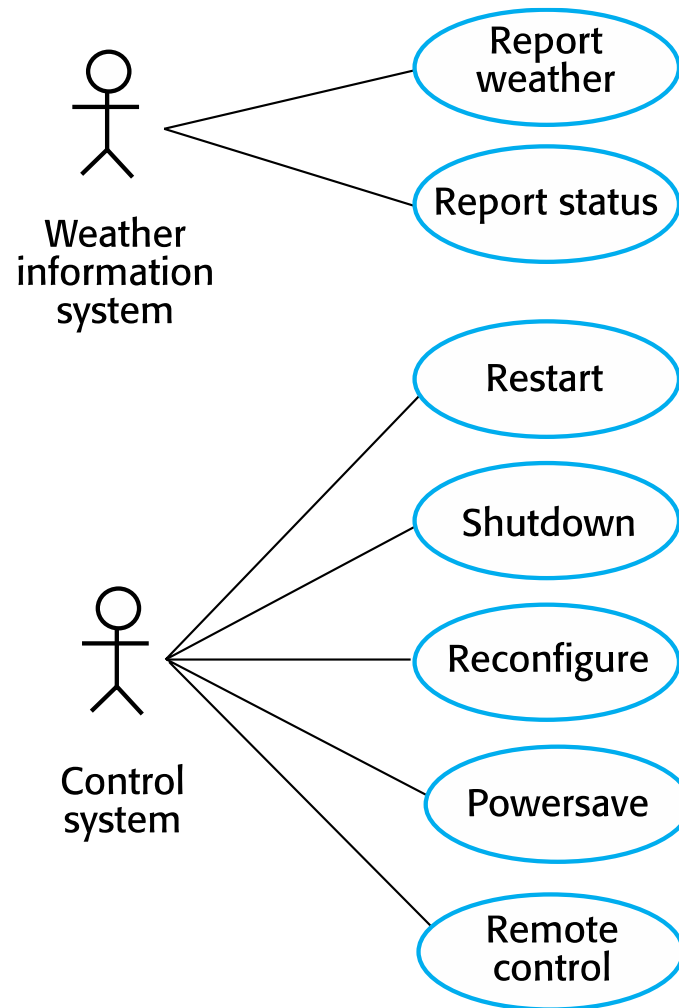 Report
weather
Report status
Weather
information
system
Restart
Shutdown
Reconfigure
Control
system
Powersave
Remote
control